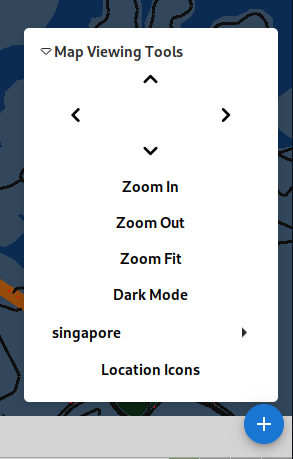 Map Viewing Tools
Zoom In
Zoom Out
Zoom Fit
Dark Mode
singapore
Location Icons